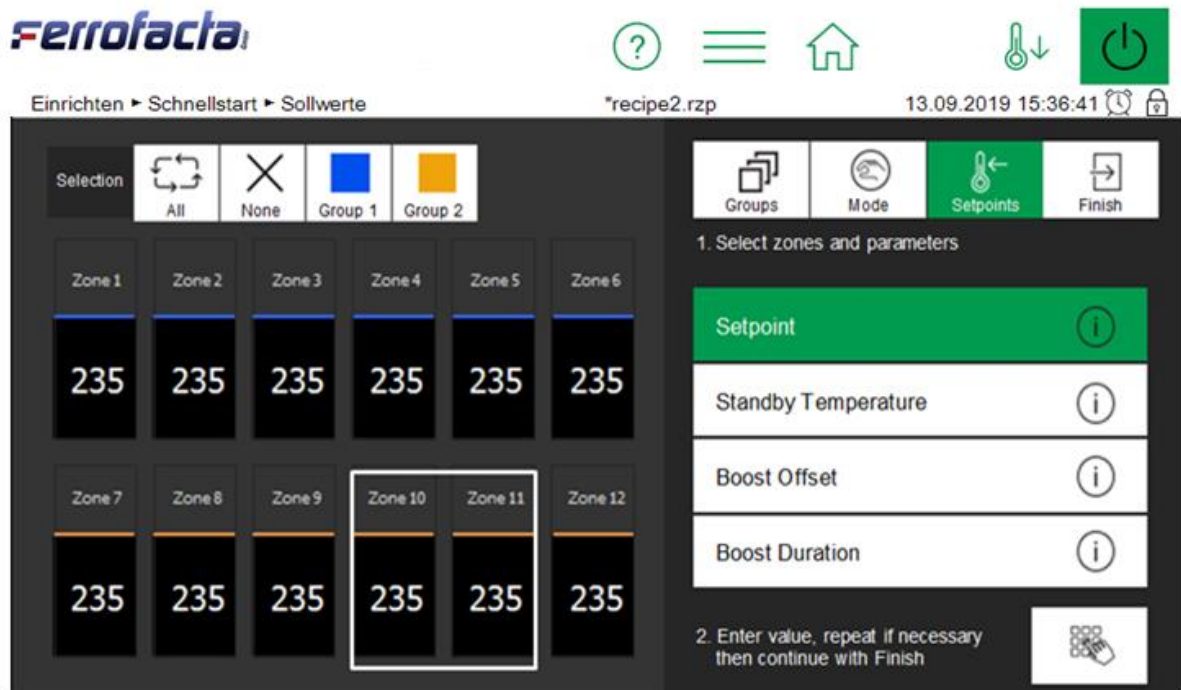 Ferrofacta
GmbH
?
Einrichten ► Schnellstart ► Sollwerte
*recipe2.rzp
13.09.2019 15:36:41
Selection
All
None
Group 1
Group 2
Groups
Mode
Setpoints
Finish
1. Select zones and parameters
Zone 1
Zone 2
Zone 3
Zone 4
Zone 5
Zone 6
235
235
235
235
235
235
Zone 7
Zone 8
Zone 9
Zone 10
Zone 11
Zone 12
235
235
235
235
235
235
Setpoint
i
Standby Temperature
i
Boost Offset
i
Boost Duration
i
2. Enter value, repeat if necessary
then continue with Finish